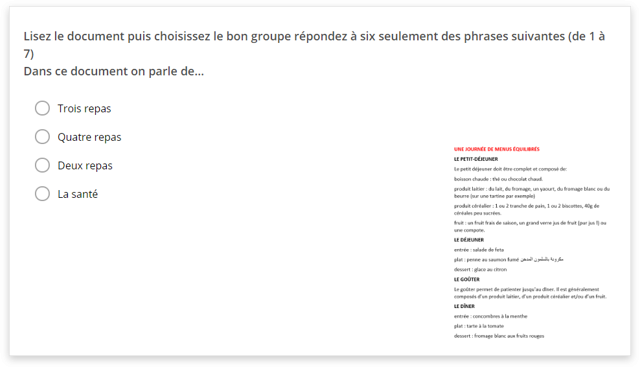 Lisez le document puis choisissez le bon groupe répondez à six seulement des phrases suivantes (de 1 à
7)
Dans ce document on parle de...
Trois repas
Quatre repas
Deux repas
La santé
UNE JOURNÉE DE MENUS ÉQUILIBRÉS
LE PETIT-DÉJEUNER
Le petit déjeuner doit être complet et composé de:
boisson chaude : thé ou chocolat chaud.
produit laitier : du lait, du fromage, un yaourt, du fromage blanc ou du
beurre (sur une tartine par exemple)
produit céréalier : 1 ou 2 tranche de pain, 1 ou 2 biscottes, 40g de
céréales peu sucrées.
fruit : un fruit frais de saison, un grand verre jus de fruit (pur jus !) ou
une compote.
LE DÉJEUNER
entrée : salade de feta
plat : penne au saumon fumé مكرونة بالسلمون المدخن
dessert : glace au citron
LE GOÛTER
Le goûter permet de patienter jusqu'au dîner. Il est généralement
composés d'un produit laitier, d'un produit céréalier et/ou d'un fruit.
LE DÎNER
entrée : concombres à la menthe
plat : tarte à la tomate
dessert : fromage blanc aux fruits rouges